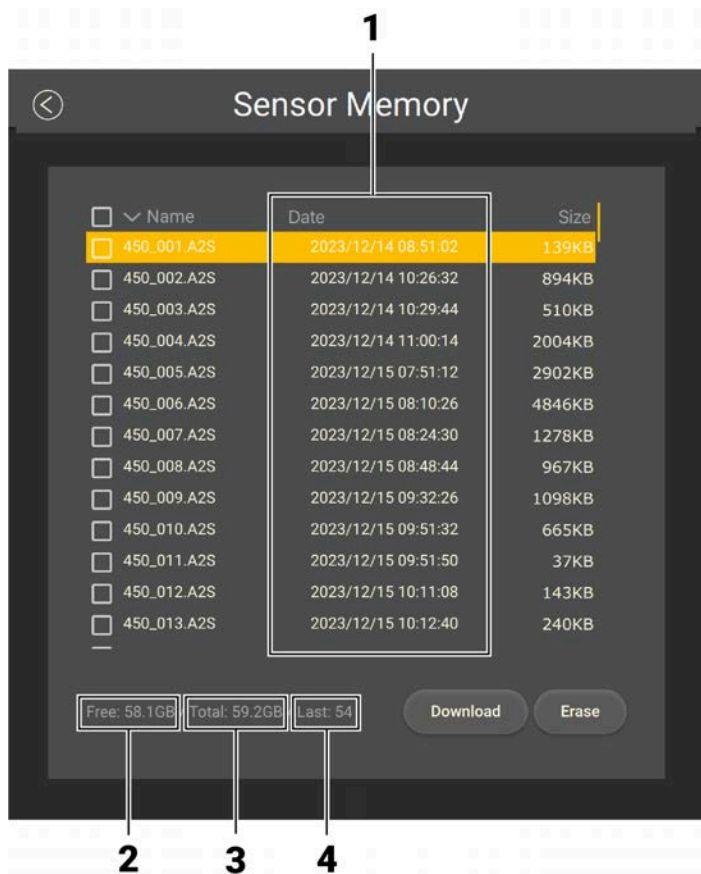 1
Sensor Memory
Name Date Size
450_001.A2S 2023/12/14 08:51:02 139KB
450_002.A2S 2023/12/14 10:26:32 894KB
450_003.A2S 2023/12/14 10:29:44 510KB
450_004.A2S 2023/12/14 11:00:14 2004KB
450_005.A2S 2023/12/15 07:51:12 2902KB
450_006.A2S 2023/12/15 08:10:26 4846KB
450_007.A2S 2023/12/15 08:24:30 1278KB
450_008.A2S 2023/12/15 08:48:44 967KB
450_009.A2S 2023/12/15 09:32:26 1098KB
450_010.A2S 2023/12/15 09:51:32 665KB
450_011.A2S 2023/12/15 09:51:50 37KB
450_012.A2S 2023/12/15 10:11:08 143KB
450_013.A2S 2023/12/15 10:12:40 240KB
Free: 58.1GB / Total: 59.2GB / Last: 54 Download Erase
2 3 4